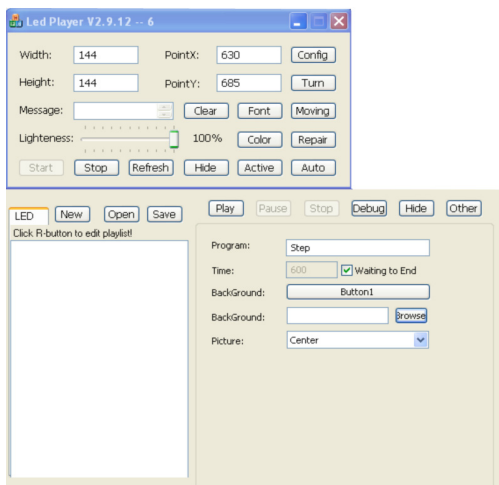 Led Player V2.9.12 -- 6
Width: 144 PointX: 630 Config
Height: 144 PointY: 685 Turn
Message: Clear Font Moving
Lighteness: 100% Color Repair
Start Stop Refresh Hide Active Auto
LED New Open Save Play Pause Stop Debug Hide Other
Click R-button to edit playlist!
Program: Step
Time: 600 Waiting to End
BackGround: Button1
BackGround: Browse
Picture: Center